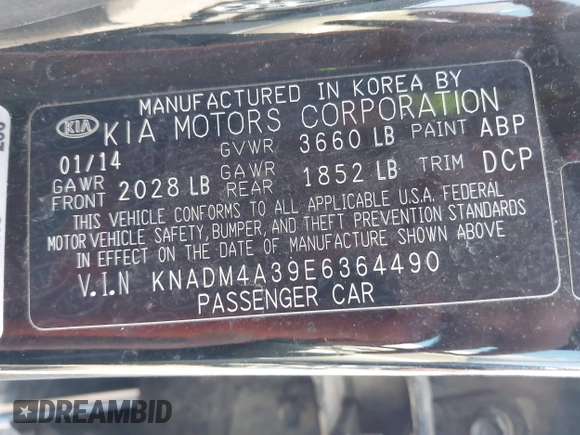 MANUFACTURED IN KOREA BY
KIA KIA MOTORS CORPORATION
01/14 GVWR 3660 LB PAINT ABP
GAWR FRONT 2028 LB GAWR REAR 1852 LB TRIM DCP
THIS VEHICLE CONFORMS TO ALL APPLICABLE U.S.A. FEDERAL
MOTOR VEHICLE SAFETY, BUMPER, AND THEFT PREVENTION STANDARDS
IN EFFECT ON THE DATE OF MANUFACTURE SHOWN ABOVE.
V.I.N KNADM4A39E6364490
PASSENGER CAR
DREAMBID